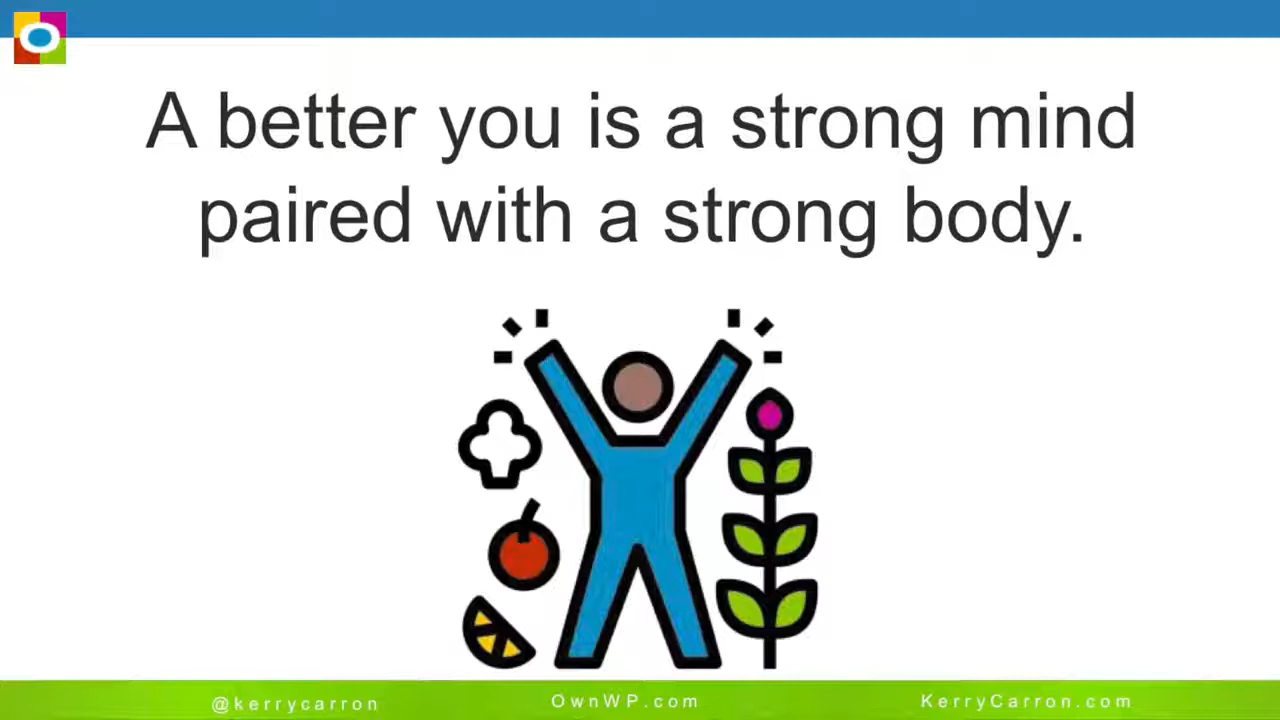 A better you is a strong mind
paired with a strong body.
@kerrycarron OwnWP.com KerryCarron.com